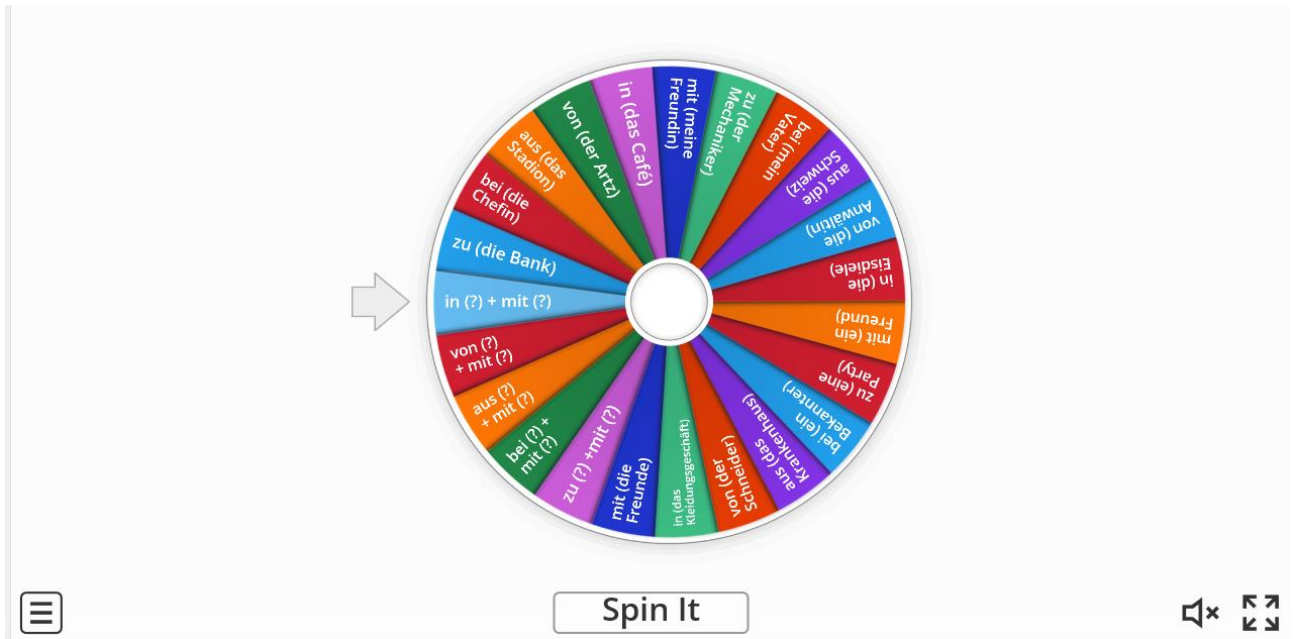 mit (meine
Freundin)
zu (der
Mechaniker)
bei (mein
Vater)
aus (die
Schweiz)
von (die
Anwältin)
in (die
Eisdiele)
mit (ein
Freund)
zu (eine
Party)
bei (ein
Bekannter)
aus (das
Krankenhaus)
von (der
Schneider)
in (das
Kleidungsgeschäft)
mit (die
Freunde)
zu (?) +mit (?)
bei (?) +
mit (?)
aus (?)
+ mit (?)
von (?)
+ mit (?)
in (?) + mit (?)
zu (die Bank)
bei (die
Chefin)
aus (das
Stadion)
von (der Artz)
in (das Café)
Spin It